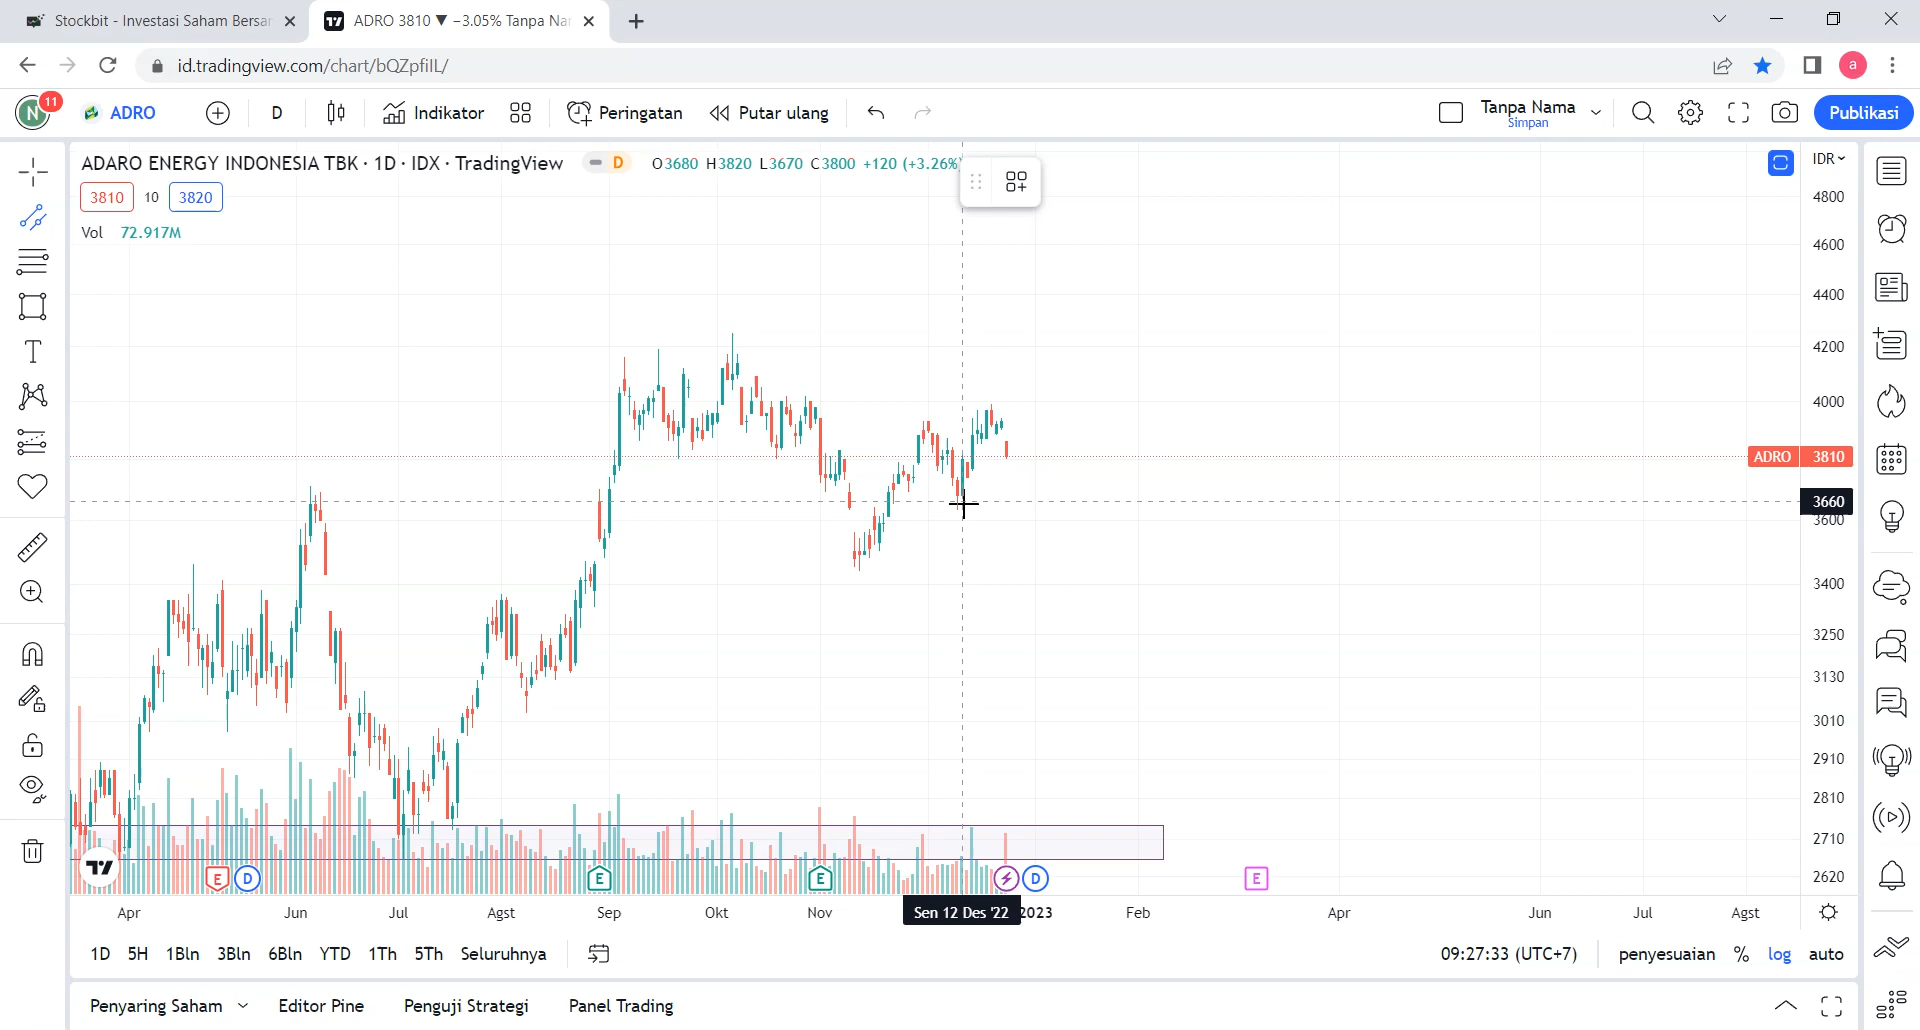 Stockbit - Investasi Saham Bersar
ADRO 3810 ▼ −3.05% Tanpa Na
id.tradingview.com/chart/bQZpfiIL/
a
N
11
ADRO
D
Indikator
Peringatan
Putar ulang
Tanpa Nama
Simpan
Publikasi
ADARO ENERGY INDONESIA TBK · 1D · IDX · TradingView
D
O3680 H3820 L3670 C3800 +120 (+3.26%)
IDR
3810
10
3820
Vol 72.917M
4800
4600
4400
4200
4000
ADRO 3810
3660
3600
3400
3250
3130
3010
2910
2810
2710
2620
E
D
E
E
D
E
Apr
Jun
Jul
Agst
Sep
Okt
Nov
Sen 12 Des '22
2023
Feb
Apr
Jun
Jul
Agst
1D
5H
1Bln
3Bln
6Bln
YTD
1Th
5Th
Seluruhnya
09:27:33 (UTC+7)
penyesuaian
%
log
auto
Penyaring Saham
Editor Pine
Penguji Strategi
Panel Trading